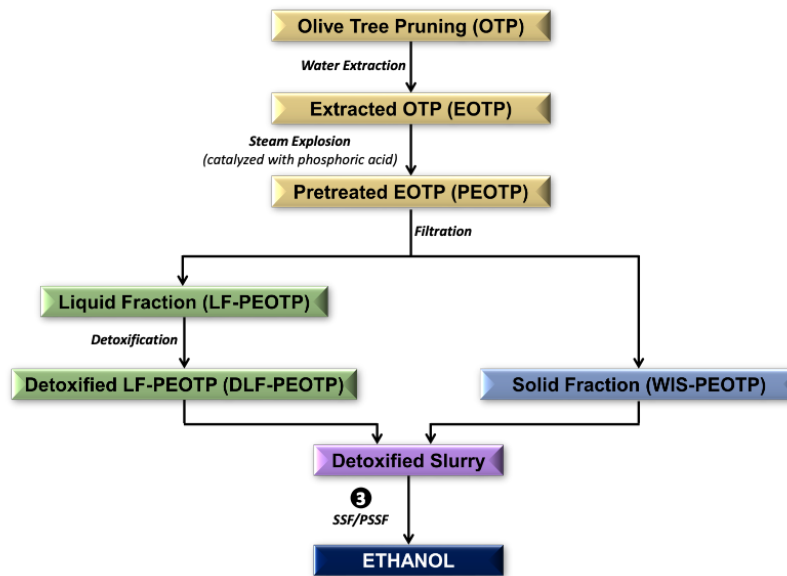 Olive Tree Pruning (OTP)
Water Extraction
Extracted OTP (EOTP)
Steam Explosion
(catalyzed with phosphoric acid)
Pretreated EOTP (PEOTP)
Filtration
Liquid Fraction (LF-PEOTP)
Detoxification
Detoxified LF-PEOTP (DLF-PEOTP)
Solid Fraction (WIS-PEOTP)
Detoxified Slurry
❸
SSF/PSSF
ETHANOL